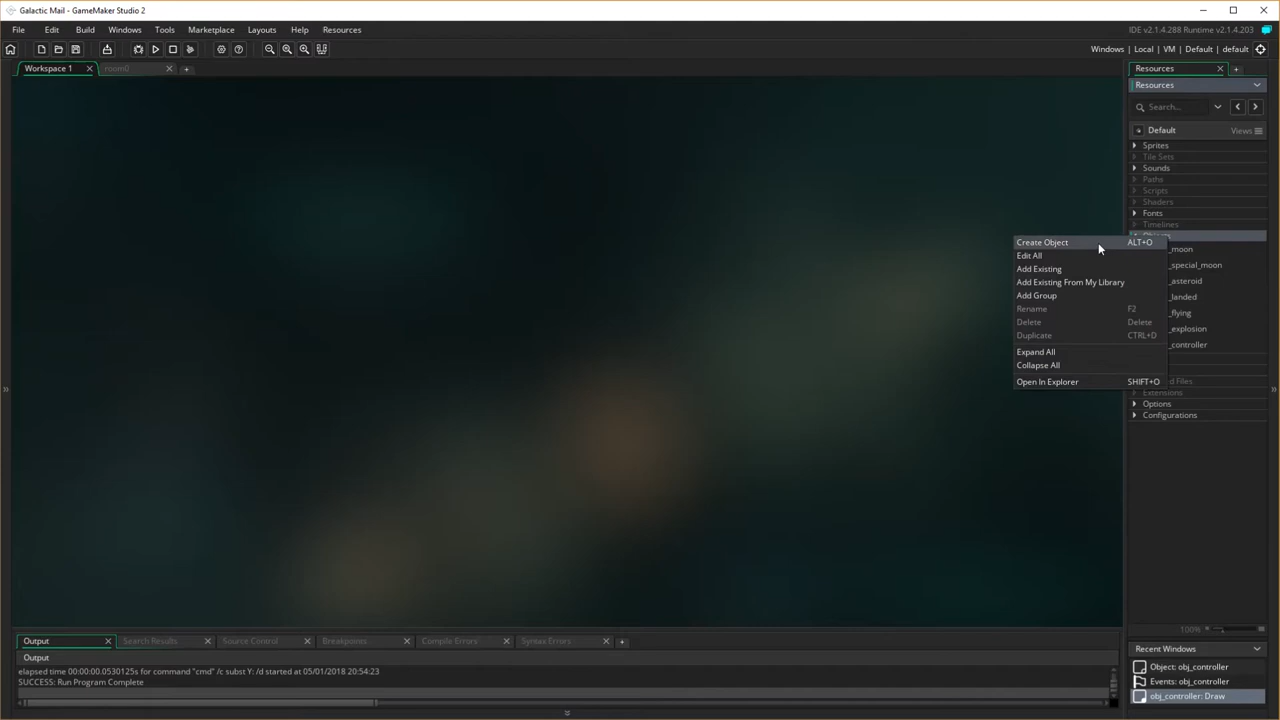 Galactic Mail - GameMaker Studio 2
File Edit Build Windows Tools Marketplace Layouts Help Resources
IDE v2.1.4.288 Runtime v2.1.4.203
Windows | Local | VM | Default | default
Workspace 1
room0
Resources
Resources
Search...
Default
Views
Sprites
Tile Sets
Sounds
Paths
Scripts
Shaders
Fonts
Timelines
Create Object ALT+O
Edit All
Add Existing
Add Existing From My Library
Add Group
Rename F2
Delete Delete
Duplicate CTRL+D
Expand All
Collapse All
Open In Explorer SHIFT+O
_moon
_special_moon
_asteroid
_landed
_flying
_explosion
_controller
Files
Extensions
Options
Configurations
100%
Output
Search Results
Source Control
Breakpoints
Compile Errors
Syntax Errors
Output
elapsed time 00:00:00.0530125s for command "cmd" /c subst Y: /d started at 05/01/2018 20:54:23
SUCCESS: Run Program Complete
Recent Windows
Object: obj_controller
Events: obj_controller
obj_controller: Draw